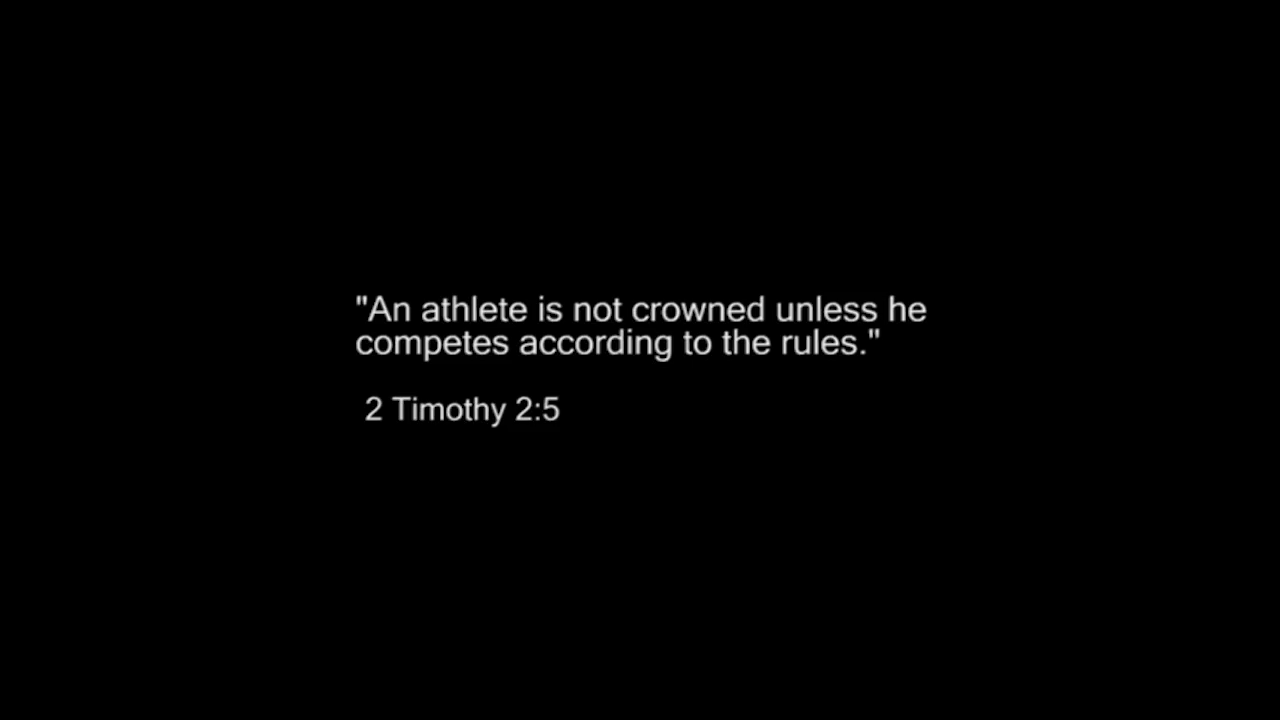 "An athlete is not crowned unless he
competes according to the rules."
2 Timothy 2:5